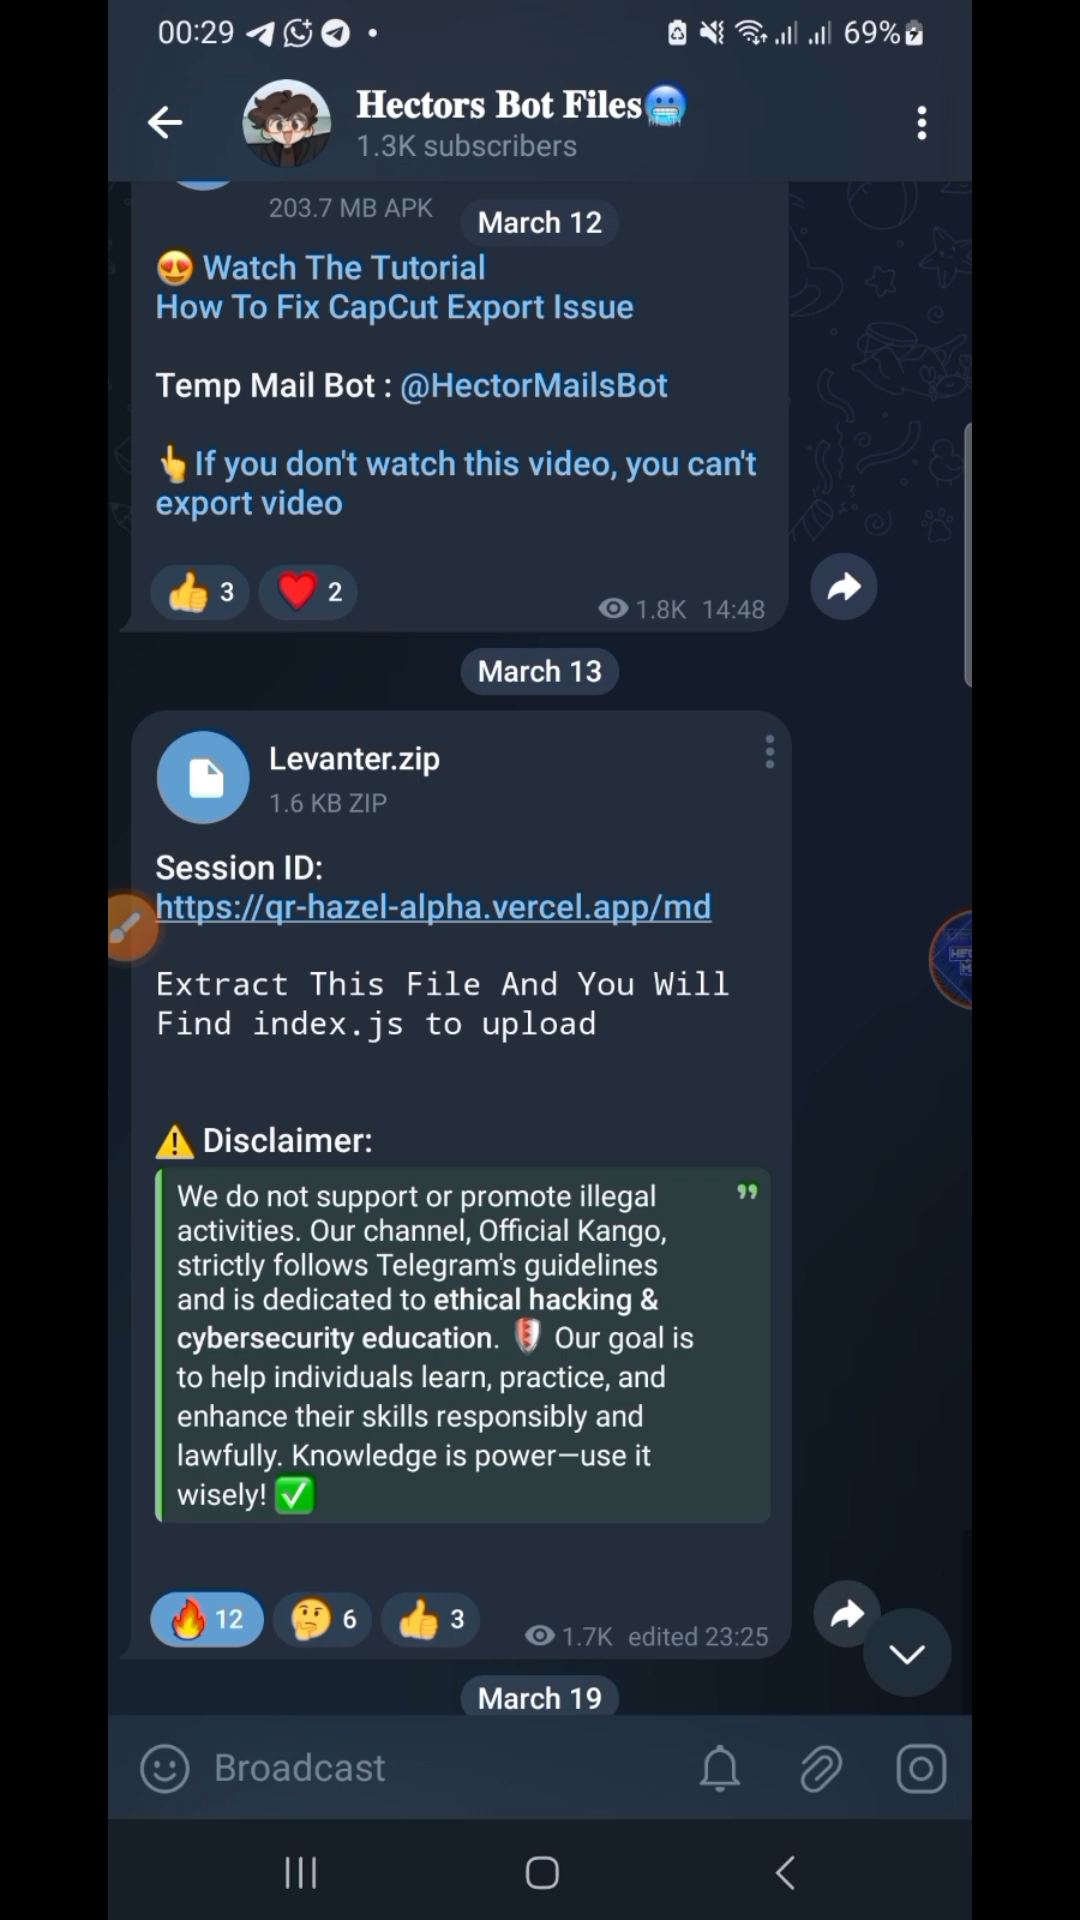 00:29
69%
Hectors Bot Files
1.3K subscribers
203.7 MB APK
March 12
😍 Watch The Tutorial
How To Fix CapCut Export Issue
Temp Mail Bot : @HectorMailsBot
👆If you don't watch this video, you can't
export video
👍 3 ❤️ 2
1.8K 14:48
March 13
Levanter.zip
1.6 KB ZIP
Session ID:
https://qr-hazel-alpha.vercel.app/md
Extract This File And You Will
Find index.js to upload
⚠️ Disclaimer:
We do not support or promote illegal
activities. Our channel, Official Kango,
strictly follows Telegram's guidelines
and is dedicated to ethical hacking &
cybersecurity education. 🛡️ Our goal is
to help individuals learn, practice, and
enhance their skills responsibly and
lawfully. Knowledge is power—use it
wisely! ✅
🔥 12 🤔 6 👍 3
1.7K edited 23:25
March 19
Broadcast